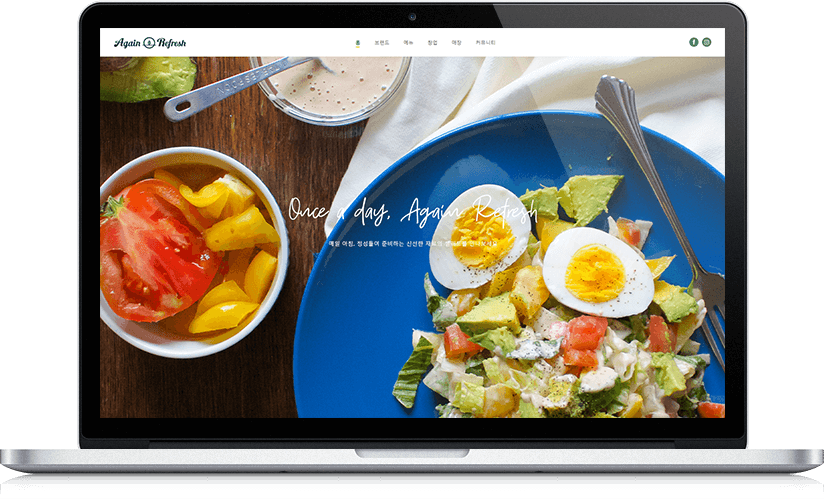 Again Refresh
홈 브랜드 메뉴 창업 매장 커뮤니티
Once a day, Again Refresh
매일 아침, 정성들여 준비하는 신선한 재료의